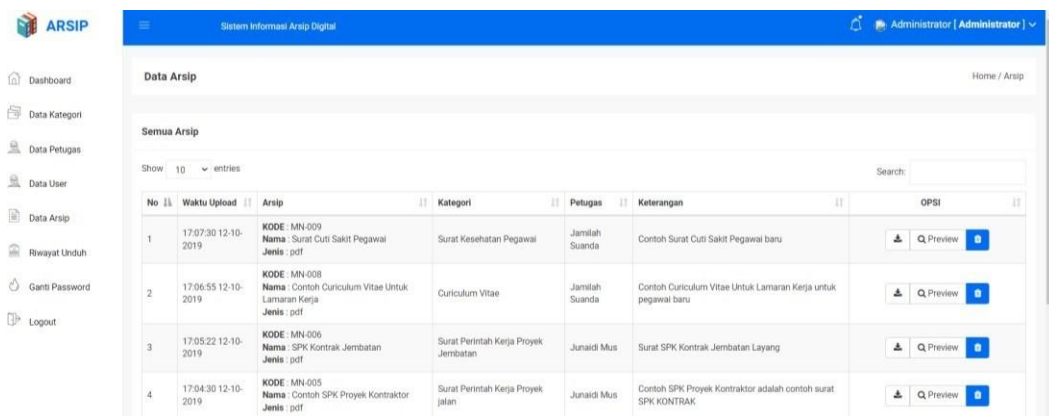 ARSIP
Sistem Informasi Arsip Digital
Administrator [ Administrator ]
Dashboard
Data Kategori
Data Petugas
Data User
Data Arsip
Riwayat Unduh
Ganti Password
Logout
Data Arsip
Home / Arsip
Semua Arsip
Show 10 entries
Search:
No Waktu Upload Arsip Kategori Petugas Keterangan OPSI
1
17:07:30 12-10-
2019
KODE : MN-009
Nama : Surat Cuti Sakit Pegawai
Jenis : pdf
Surat Kesehatan Pegawai
Jamilah
Suanda
Contoh Surat Cuti Sakit Pegawai baru
Preview
2
17:06:55 12-10-
2019
KODE : MN-008
Nama : Contoh Curiculum Vitae Untuk
Lamaran Kerja
Jenis : pdf
Curiculum Vitae
Jamilah
Suanda
Contoh Curiculum Vitae Untuk Lamaran Kerja untuk
pegawai baru
Preview
3
17:05:22 12-10-
2019
KODE : MN-006
Nama : SPK Kontrak Jembatan
Jenis : pdf
Surat Perintah Kerja Proyek
Jembatan
Junaidi Mus
Surat SPK Kontrak Jembatan Layang
Preview
4
17:04:30 12-10-
2019
KODE : MN-005
Nama : Contoh SPK Proyek Kontraktor
Jenis : pdf
Surat Perintah Kerja Proyek
jalan
Junaidi Mus
Contoh SPK Proyek Kontraktor adalah contoh surat
SPK KONTRAK
Preview